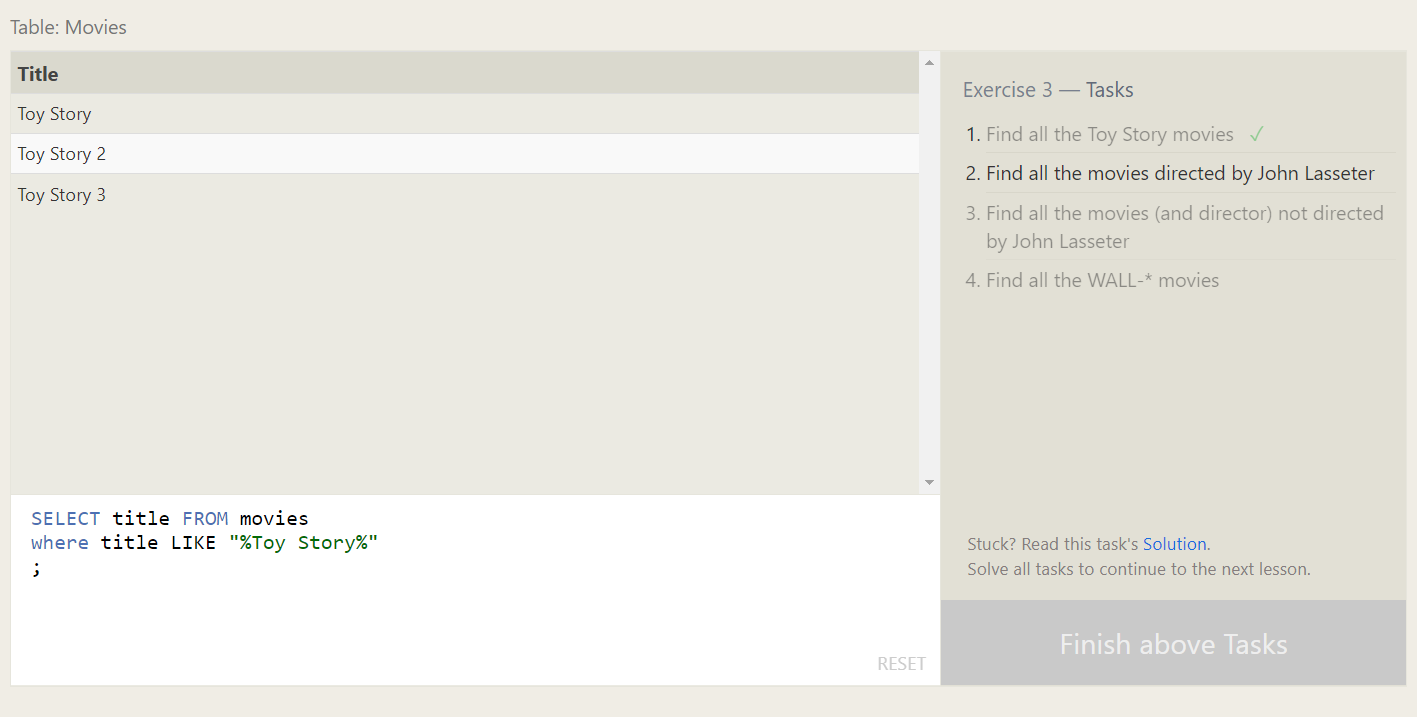 Table: Movies
Title
Toy Story
Toy Story 2
Toy Story 3
SELECT title FROM movies
where title LIKE "%Toy Story%"
;
RESET
Exercise 3 — Tasks
1. Find all the Toy Story movies ✓
2. Find all the movies directed by John Lasseter
3. Find all the movies (and director) not directed
by John Lasseter
4. Find all the WALL-* movies
Stuck? Read this task's Solution.
Solve all tasks to continue to the next lesson.
Finish above Tasks